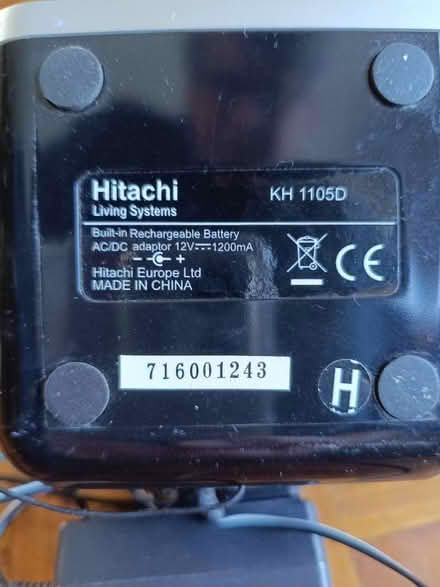 Hitachi KH 1105D
Living Systems
Built-in Rechargeable Battery
AC/DC adaptor 12V⎓1200mA
- +
Hitachi Europe Ltd CE
MADE IN CHINA
716001243
H